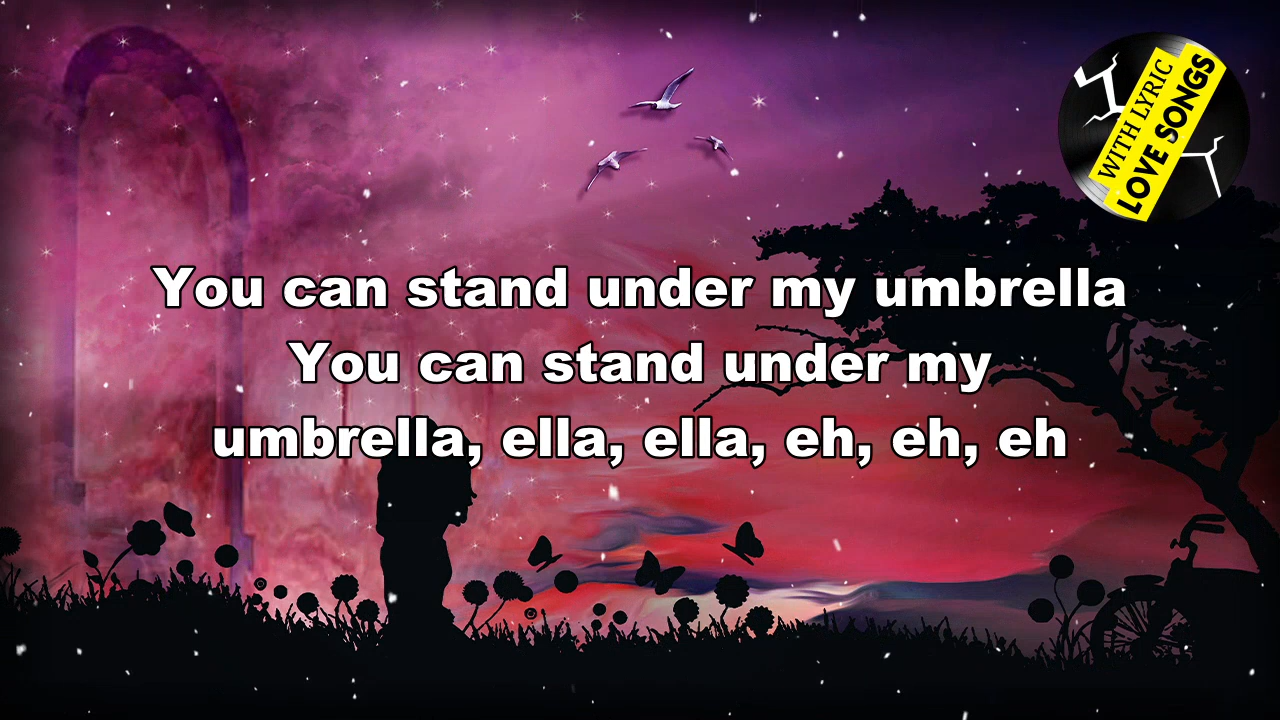 WITH LYRIC
LOVE SONGS
You can stand under my umbrella
You can stand under my
umbrella, ella, ella, eh, eh, eh